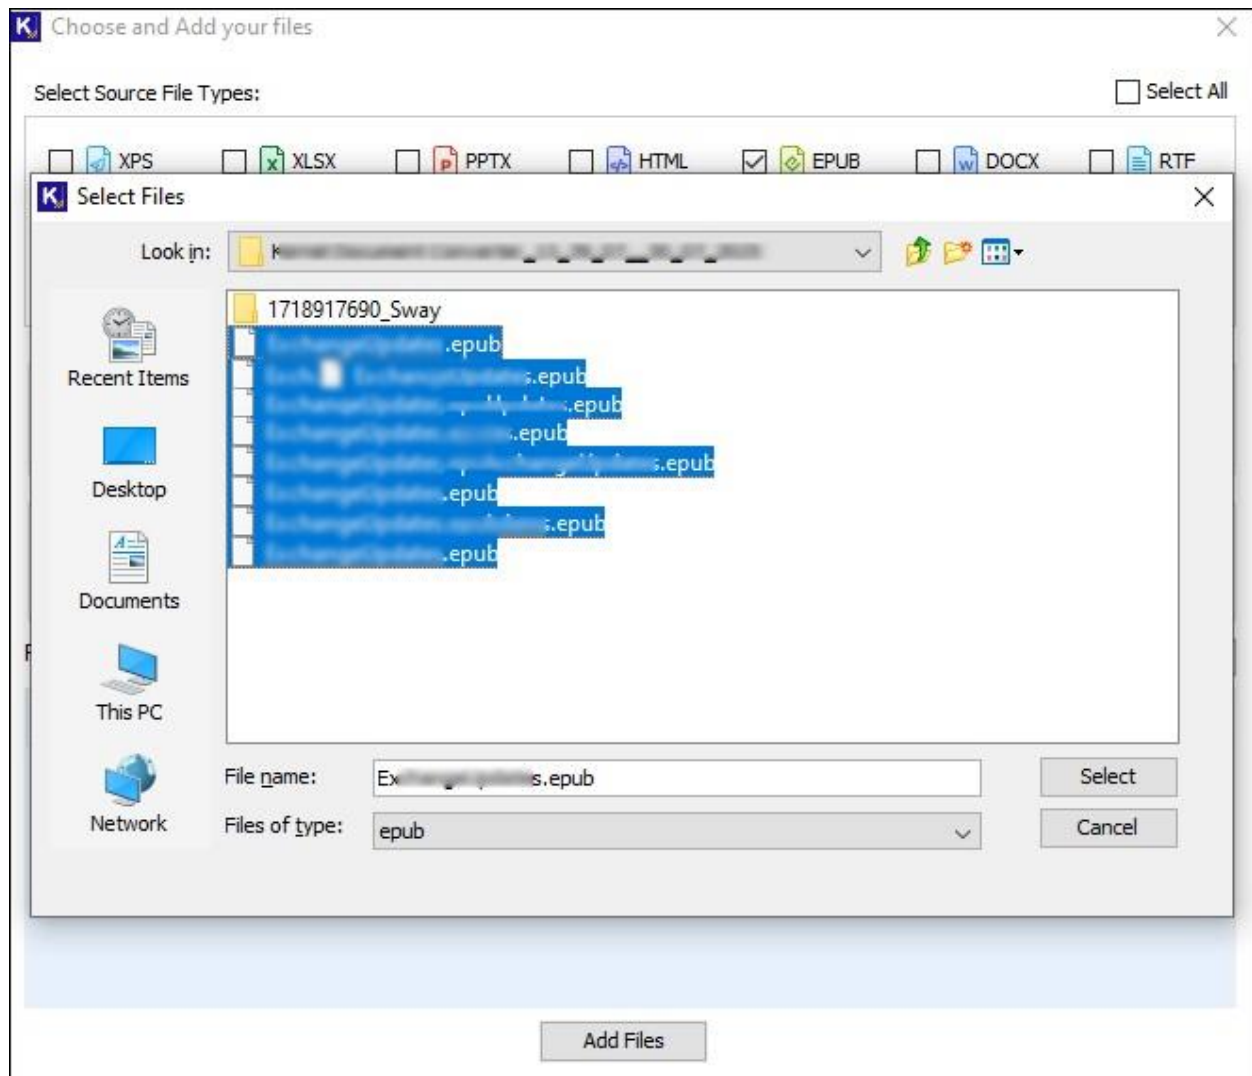 Choose and Add your files
Select Source File Types:
Select All
XPS XLSX PPTX HTML EPUB DOCX RTF
Select Files
Look in:
1718917690_Sway
.epub
s.epub
s.epub
s.epub
s.epub
.epub
s.epub
.epub
Recent Items
Desktop
Documents
This PC
Network
File name: Ex s.epub
Select
Files of type: epub
Cancel
Add Files